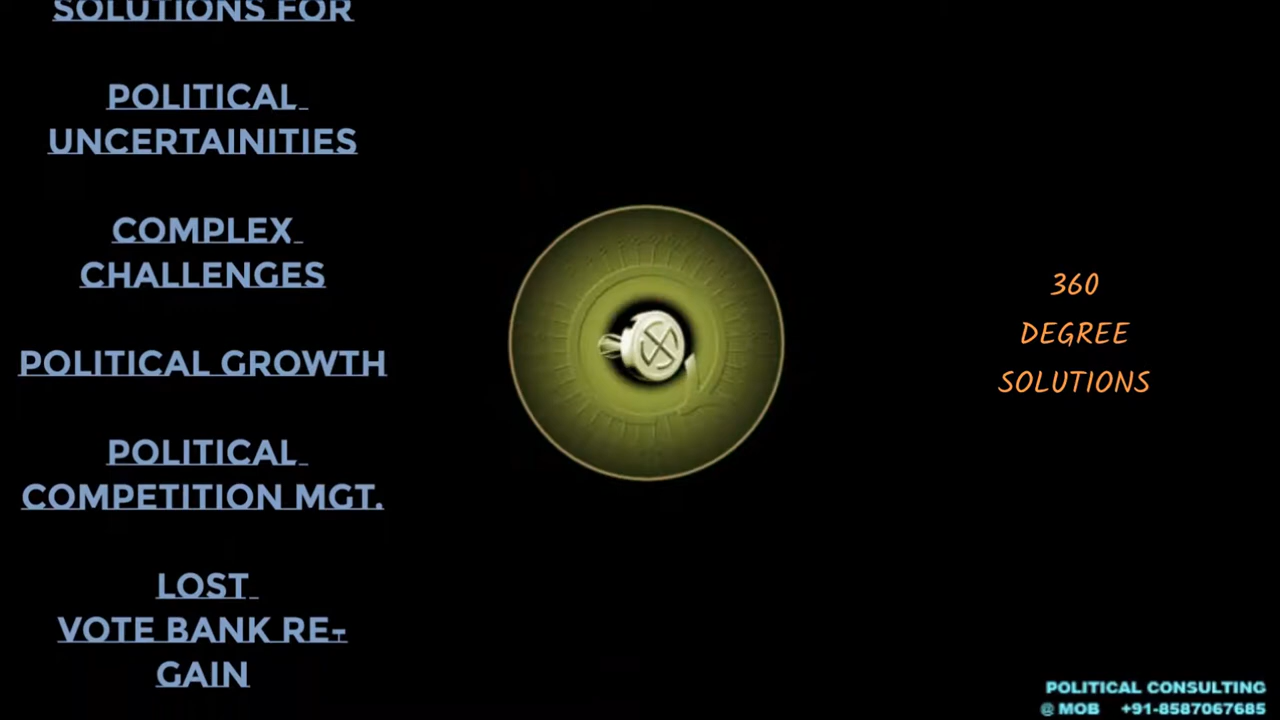 SOLUTIONS FOR
POLITICAL
UNCERTAINITIES
COMPLEX
CHALLENGES
POLITICAL GROWTH
POLITICAL
COMPETITION MGT.
LOST
VOTE BANK RE-
GAIN
360
DEGREE
SOLUTIONS
POLITICAL CONSULTING
@ MOB +91-8587067685